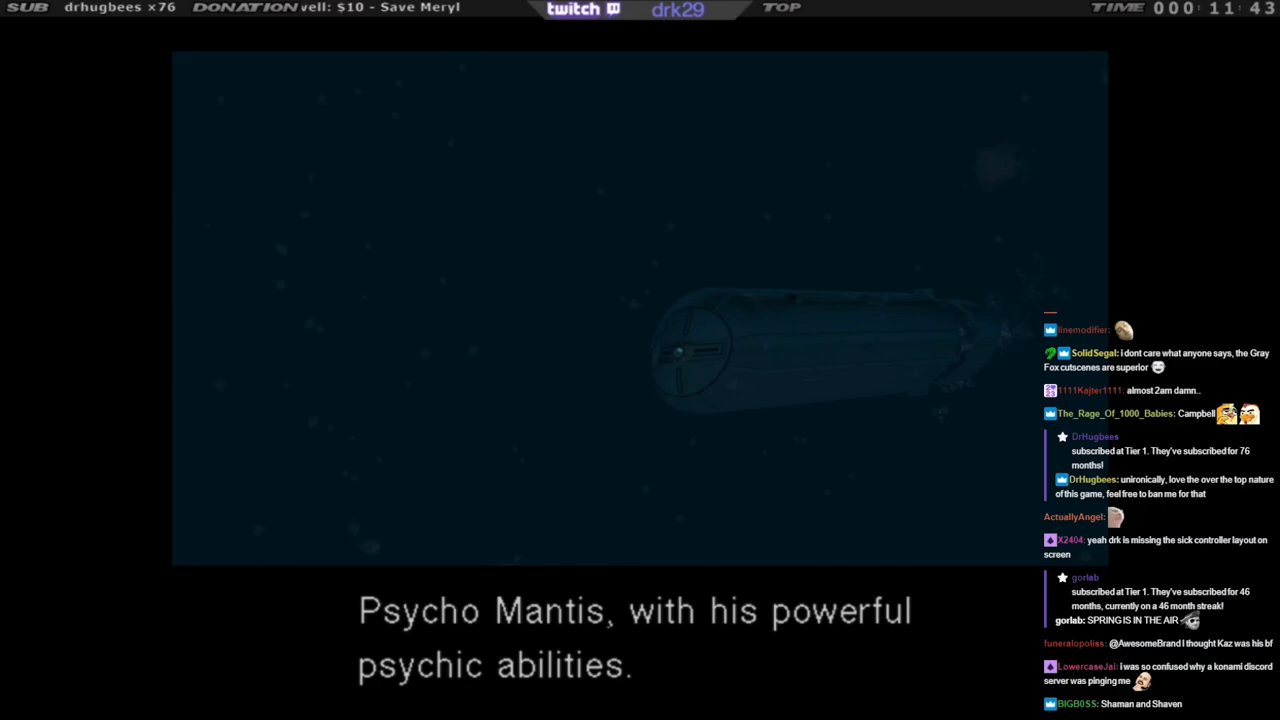 SUB drhugbees ×76 DONATION vell: $10 - Save Meryl twitch drk29 TOP TIME 000: 11: 43
linemodifier:
SolidSegal: i dont care what anyone says, the Gray
Fox cutscenes are superior
1111Kajter1111: almost 2am damn..
The_Rage_Of_1000_Babies: Campbell
DrHugbees
subscribed at Tier 1. They've subscribed for 76
months!
DrHugbees: unironically, love the over the top nature
of this game, feel free to ban me for that
ActuallyAngel:
X2404: yeah drk is missing the sick controller layout on
screen
gorlab
subscribed at Tier 1. They've subscribed for 46
months, currently on a 46 month streak!
gorlab: SPRING IS IN THE AIR
funeralopoliss: @AwesomeBrand I thought Kaz was his bf
LowercaseJai: i was so confused why a konami discord
server was pinging me
BIGB0SS: Shaman and Shaven
Psycho Mantis, with his powerful
psychic abilities.